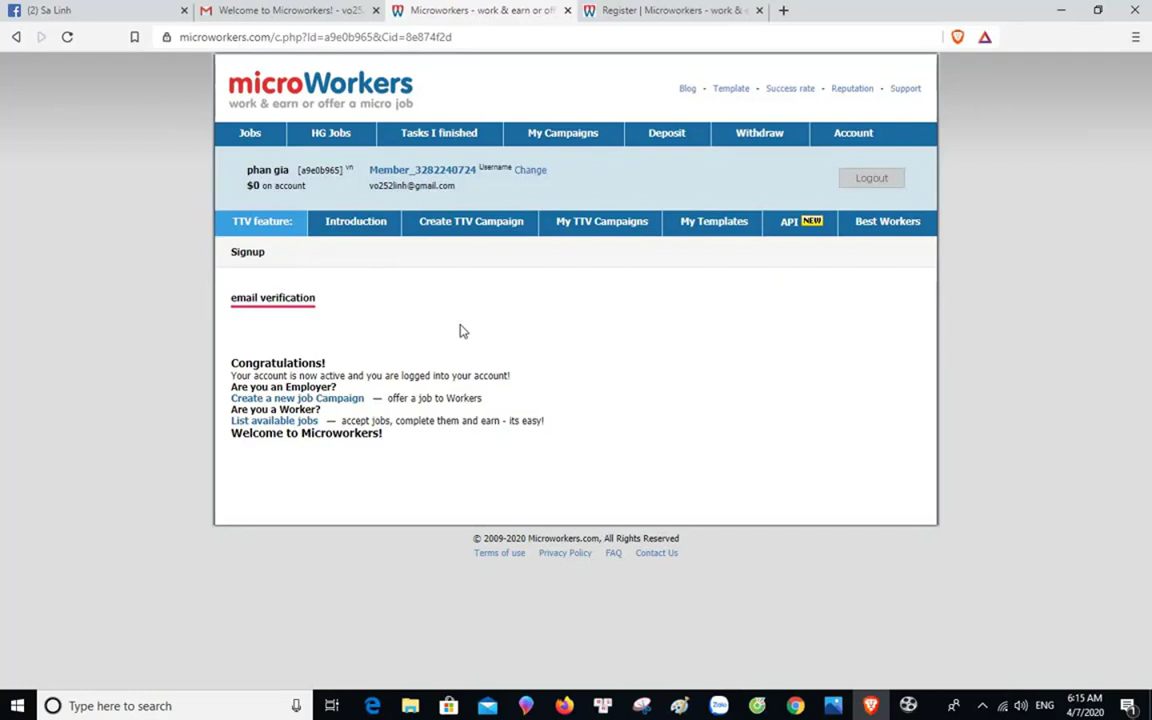 (2) Sa Linh
Welcome to Microworkers! - vo25
Microworkers - work & earn or of
Register | Microworkers - work & e
microworkers.com/c.php?Id=a9e0b965&Cid=8e874f2d
microWorkers
work & earn or offer a micro job
Blog - Template - Success rate - Reputation - Support
Jobs HG Jobs Tasks I finished My Campaigns Deposit Withdraw Account
phan gia [a9e0b965] vn Member_3282240724 Username Change
$0 on account vo252linh@gmail.com
Logout
TTV feature: Introduction Create TTV Campaign My TTV Campaigns My Templates API NEW Best Workers
Signup
email verification
Congratulations!
Your account is now active and you are logged into your account!
Are you an Employer?
Create a new job Campaign — offer a job to Workers
Are you a Worker?
List available jobs — accept jobs, complete them and earn - its easy!
Welcome to Microworkers!
© 2009-2020 Microworkers.com, All Rights Reserved
Terms of use Privacy Policy FAQ Contact Us
Type here to search
Zalo
ENG
6:15 AM
4/7/2020
1